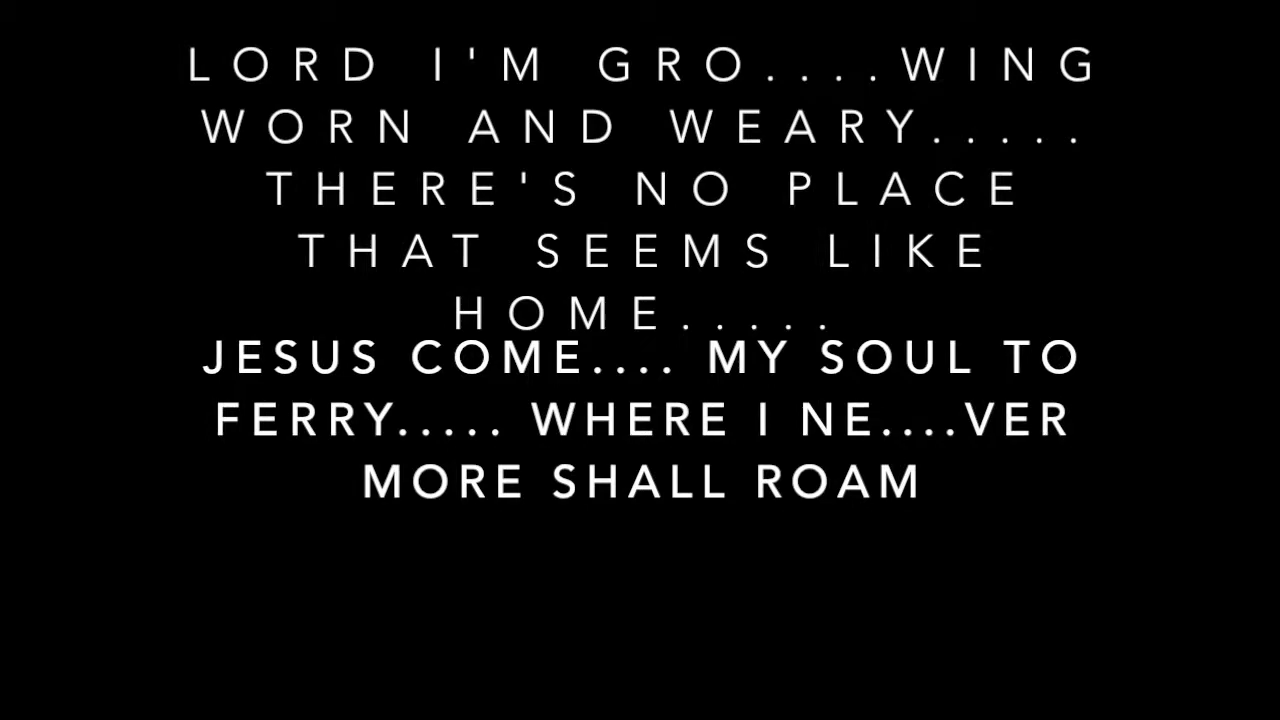 LORD I'M GRO....WING
WORN AND WEARY.....
THERE'S NO PLACE
THAT SEEMS LIKE
HOME.....
JESUS COME.... MY SOUL TO
FERRY..... WHERE I NE....VER
MORE SHALL ROAM